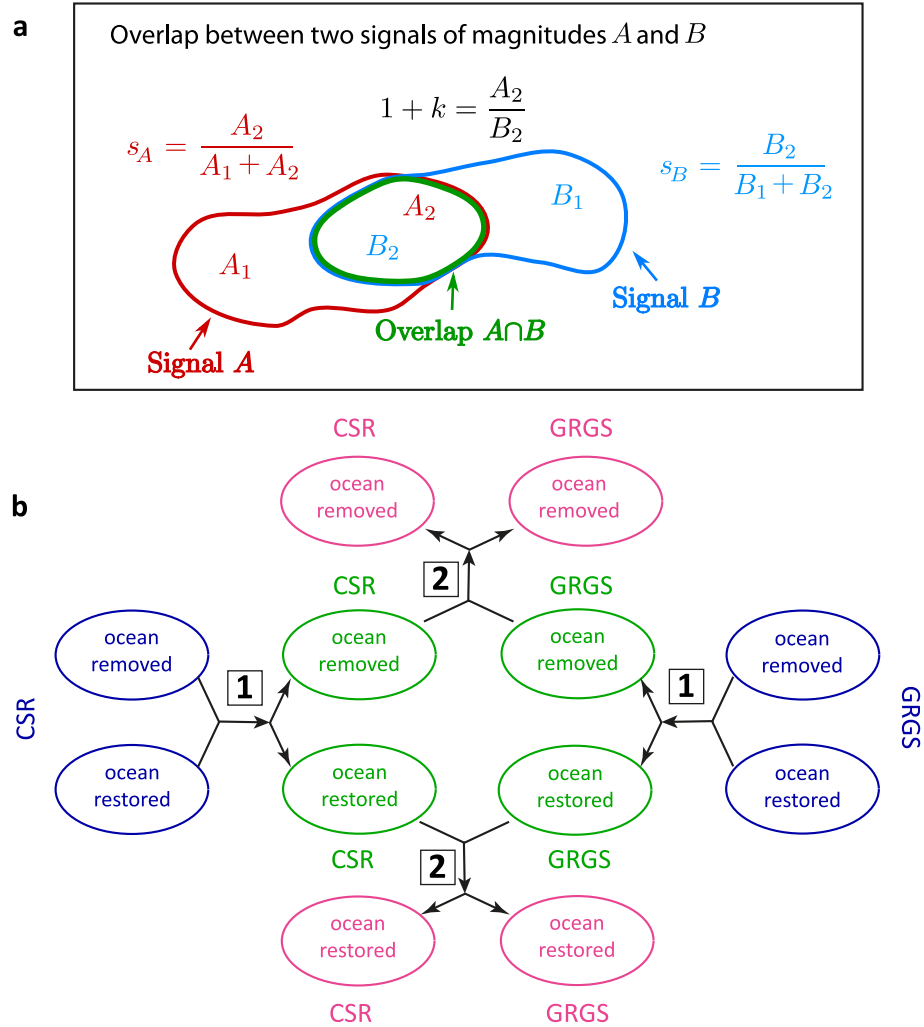 a
Overlap between two signals of magnitudes A and B
1 + k = A₂ / B₂
s_A = A₂ / (A₁ + A₂)
s_B = B₂ / (B₁ + B₂)
A₂
B₁
B₂
A₁
Signal B
Overlap A∩B
Signal A
b
CSR
GRGS
ocean
removed
ocean
removed
2
CSR
GRGS
ocean
removed
ocean
removed
ocean
removed
ocean
removed
1
1
CSR
GRGS
ocean
restored
ocean
restored
ocean
restored
ocean
restored
2
CSR
GRGS
ocean
restored
ocean
restored
CSR
GRGS